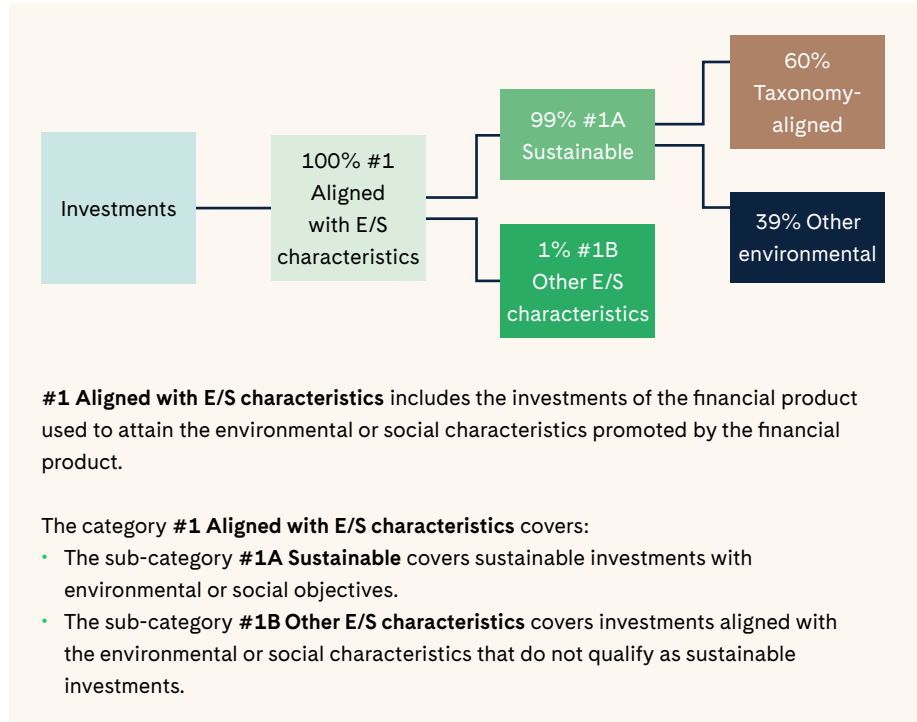 Investments
100% #1
Aligned
with E/S
characteristics
99% #1A
Sustainable
1% #1B
Other E/S
characteristics
60%
Taxonomy-
aligned
39% Other
environmental
#1 Aligned with E/S characteristics includes the investments of the financial product
used to attain the environmental or social characteristics promoted by the financial
product.
The category #1 Aligned with E/S characteristics covers:
• The sub-category #1A Sustainable covers sustainable investments with
environmental or social objectives.
• The sub-category #1B Other E/S characteristics covers investments aligned with
the environmental or social characteristics that do not qualify as sustainable
investments.